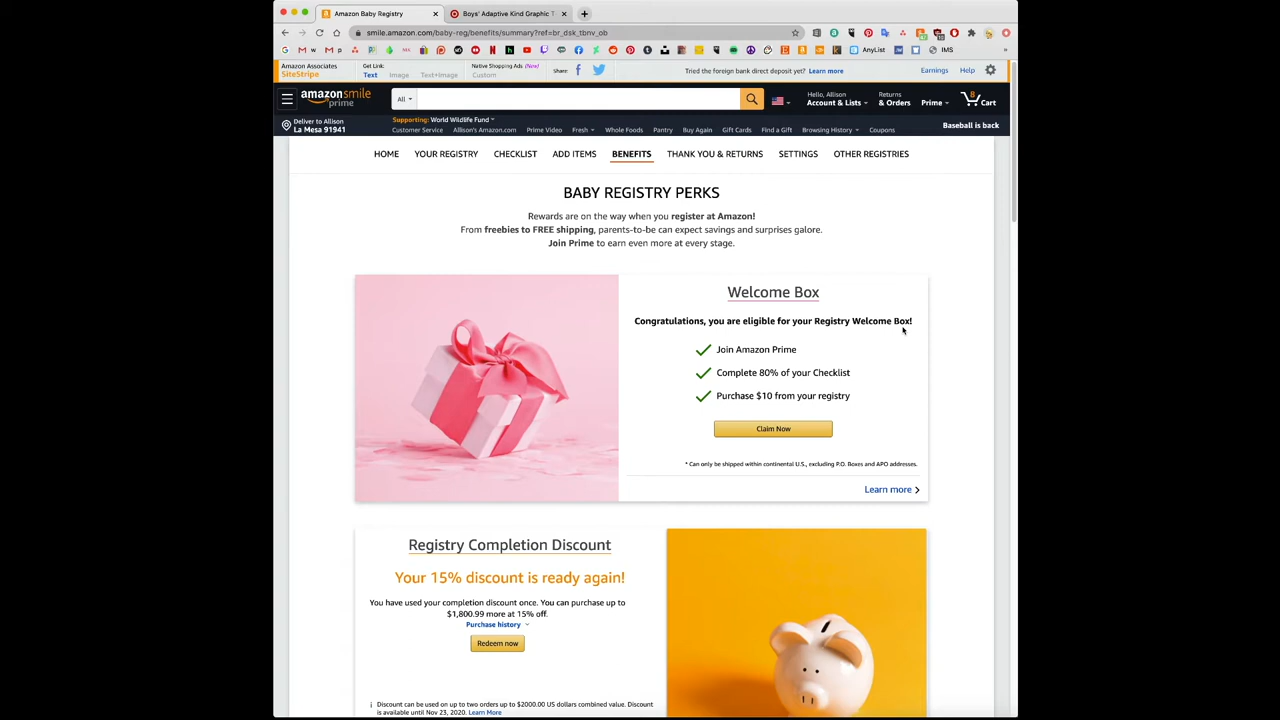 Amazon Baby Registry
Boys' Adaptive Kind Graphic T
smile.amazon.com/baby-reg/benefits/summary?ref=br_dsk_tbnv_ob
AnyList
IMS
Amazon Associates
SiteStripe
Get Link:
Text Image Text+Image
Native Shopping Ads (New)
Custom
Share:
Tried the foreign bank direct deposit yet? Learn more
Earnings
Help
amazonsmile
prime
All
Hello, Allison
Account & Lists
Returns
& Orders
Prime
8
Cart
Deliver to Allison
La Mesa 91941
Supporting: World Wildlife Fund
Customer Service Allison's Amazon.com Prime Video Fresh Whole Foods Pantry Buy Again Gift Cards Find a Gift Browsing History Coupons
Baseball is back
HOME YOUR REGISTRY CHECKLIST ADD ITEMS BENEFITS THANK YOU & RETURNS SETTINGS OTHER REGISTRIES
BABY REGISTRY PERKS
Rewards are on the way when you register at Amazon!
From freebies to FREE shipping, parents-to-be can expect savings and surprises galore.
Join Prime to earn even more at every stage.
Welcome Box
Congratulations, you are eligible for your Registry Welcome Box!
Join Amazon Prime
Complete 80% of your Checklist
Purchase $10 from your registry
Claim Now
* Can only be shipped within continental U.S., excluding P.O. Boxes and APO addresses.
Learn more
Registry Completion Discount
Your 15% discount is ready again!
You have used your completion discount once. You can purchase up to
$1,800.99 more at 15% off.
Purchase history
Redeem now
Discount can be used on up to two orders up to $2000.00 US dollars combined value. Discount
is available until Nov 23, 2020. Learn More